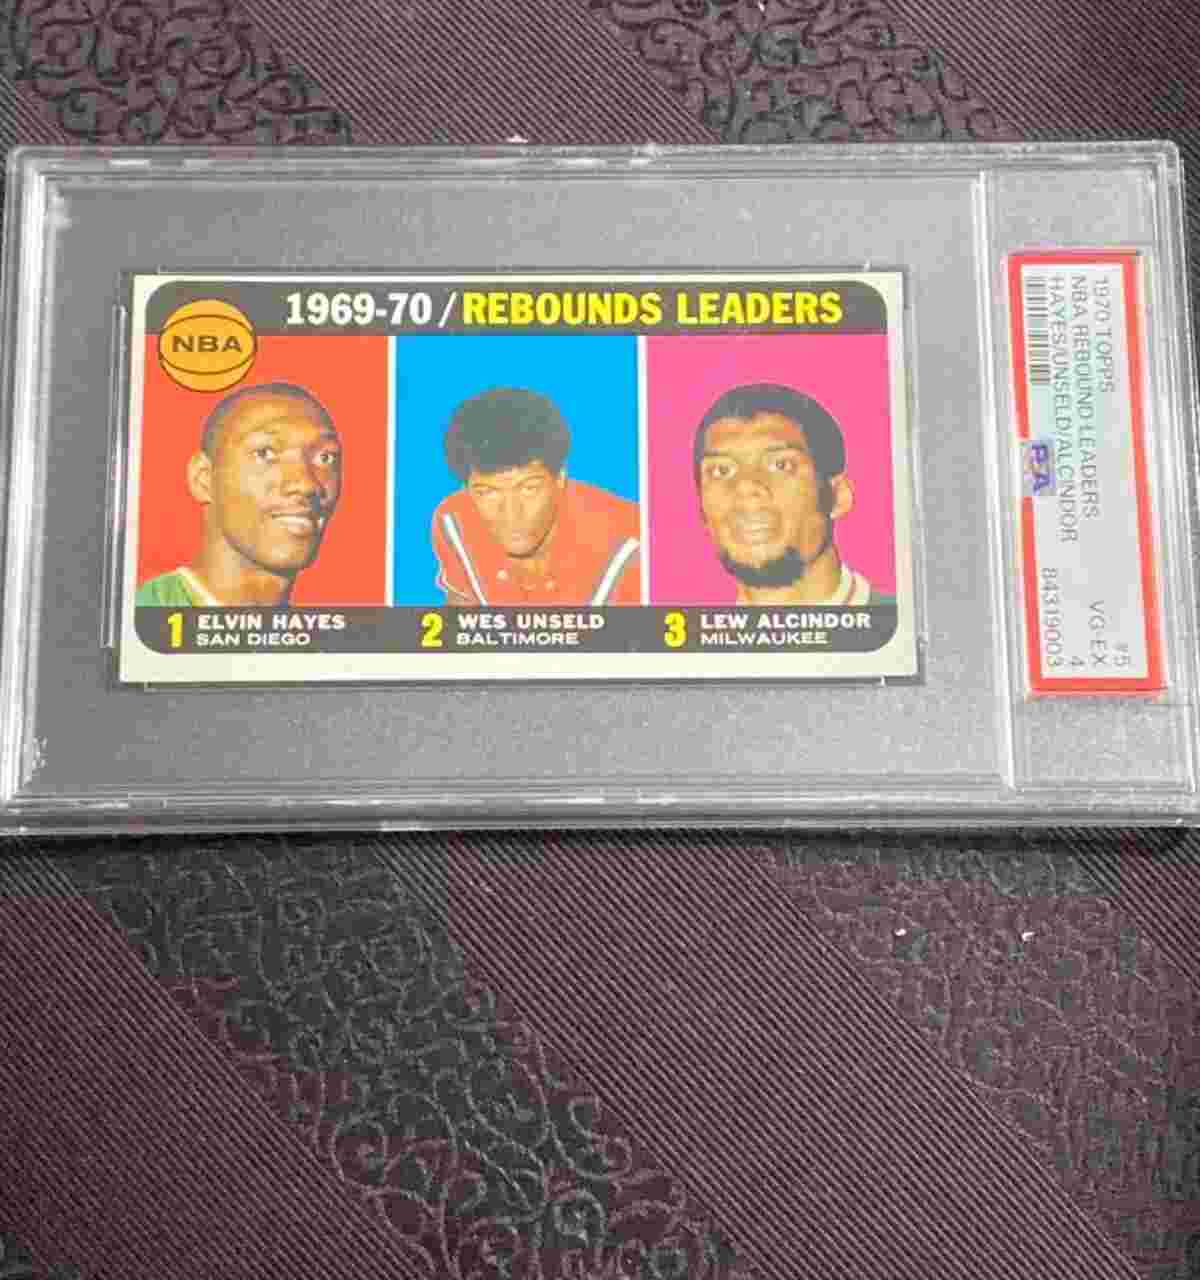 1969-70/REBOUNDS LEADERS
NBA
1 ELVIN HAYES
SAN DIEGO
2 WES UNSELD
BALTIMORE
3 LEW ALCINDOR
MILWAUKEE
1970 TOPPS #5
NBA REBOUND LEADERS VG-EX
HAYES/UNSELD/ALCINDOR 4
84319003
PSA